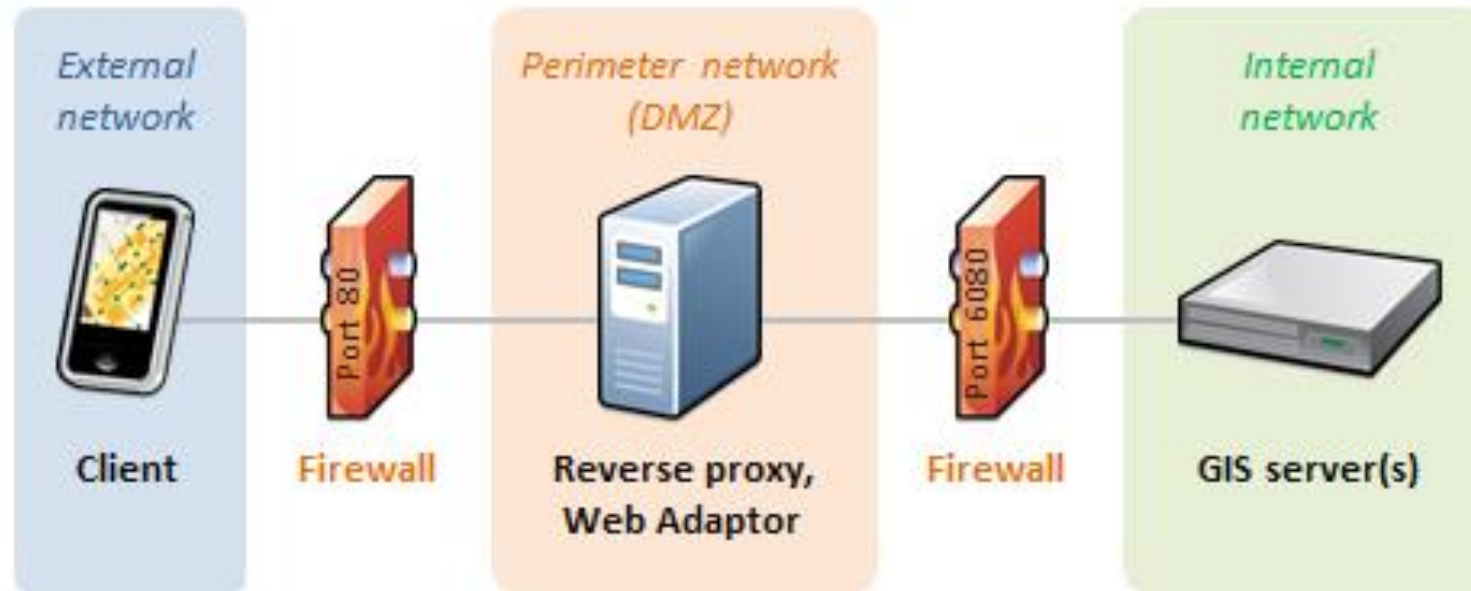 External
network
Perimeter network
(DMZ)
Internal
network
Port 80
Port 6080
Client
Firewall
Reverse proxy,
Web Adaptor
Firewall
GIS server(s)